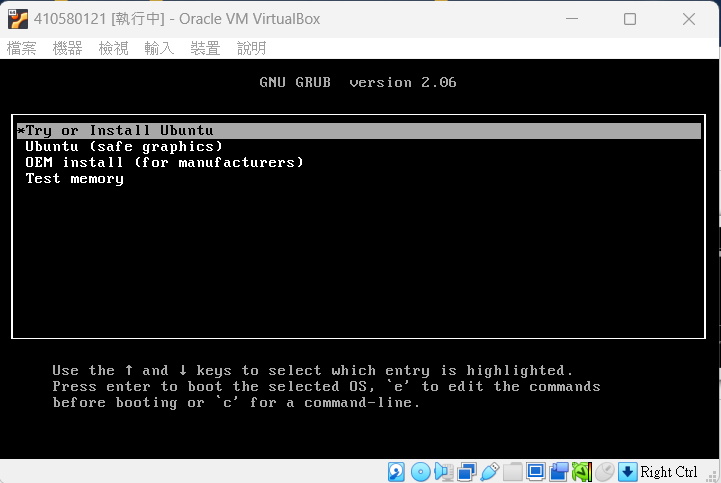 410580121 [執行中] - Oracle VM VirtualBox
檔案 機器 檢視 輸入 裝置 說明
GNU GRUB version 2.06
*Try or Install Ubuntu
Ubuntu (safe graphics)
OEM install (for manufacturers)
Test memory
Use the ↑ and ↓ keys to select which entry is highlighted.
Press enter to boot the selected OS, `e' to edit the commands
before booting or `c' for a command-line.
Right Ctrl